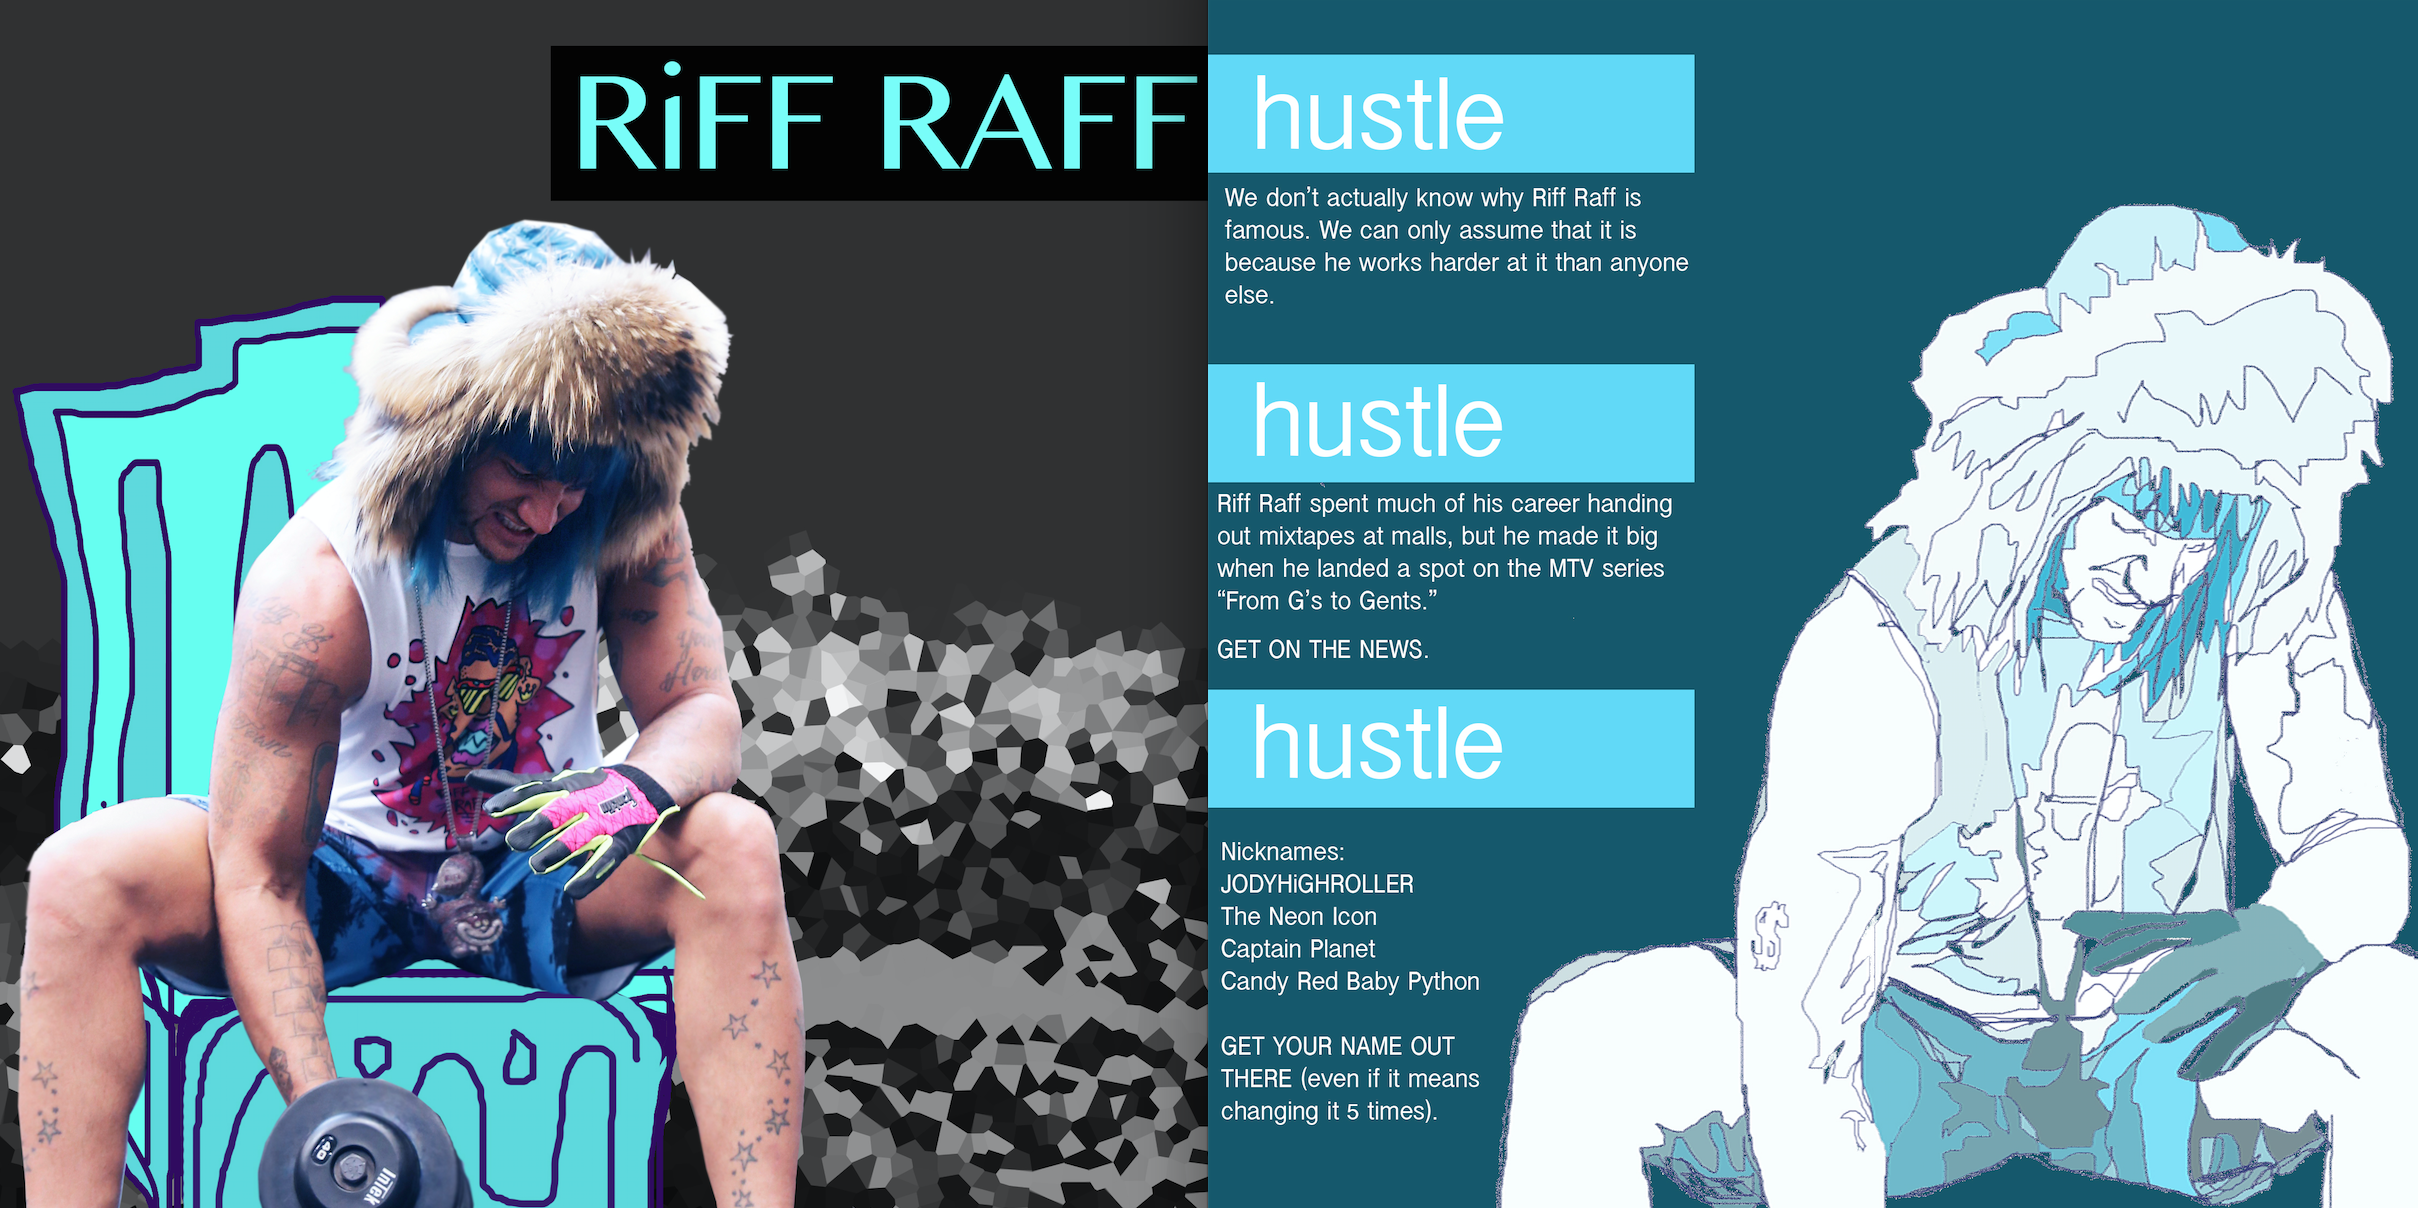 RiFF RAFF
hustle
We don't actually know why Riff Raff is
famous. We can only assume that it is
because he works harder at it than anyone
else.
hustle
Riff Raff spent much of his career handing
out mixtapes at malls, but he made it big
when he landed a spot on the MTV series
“From G's to Gents.”
GET ON THE NEWS.
hustle
Nicknames:
JODYHiGHROLLER
The Neon Icon
Captain Planet
Candy Red Baby Python
GET YOUR NAME OUT
THERE (even if it means
changing it 5 times).
40
$